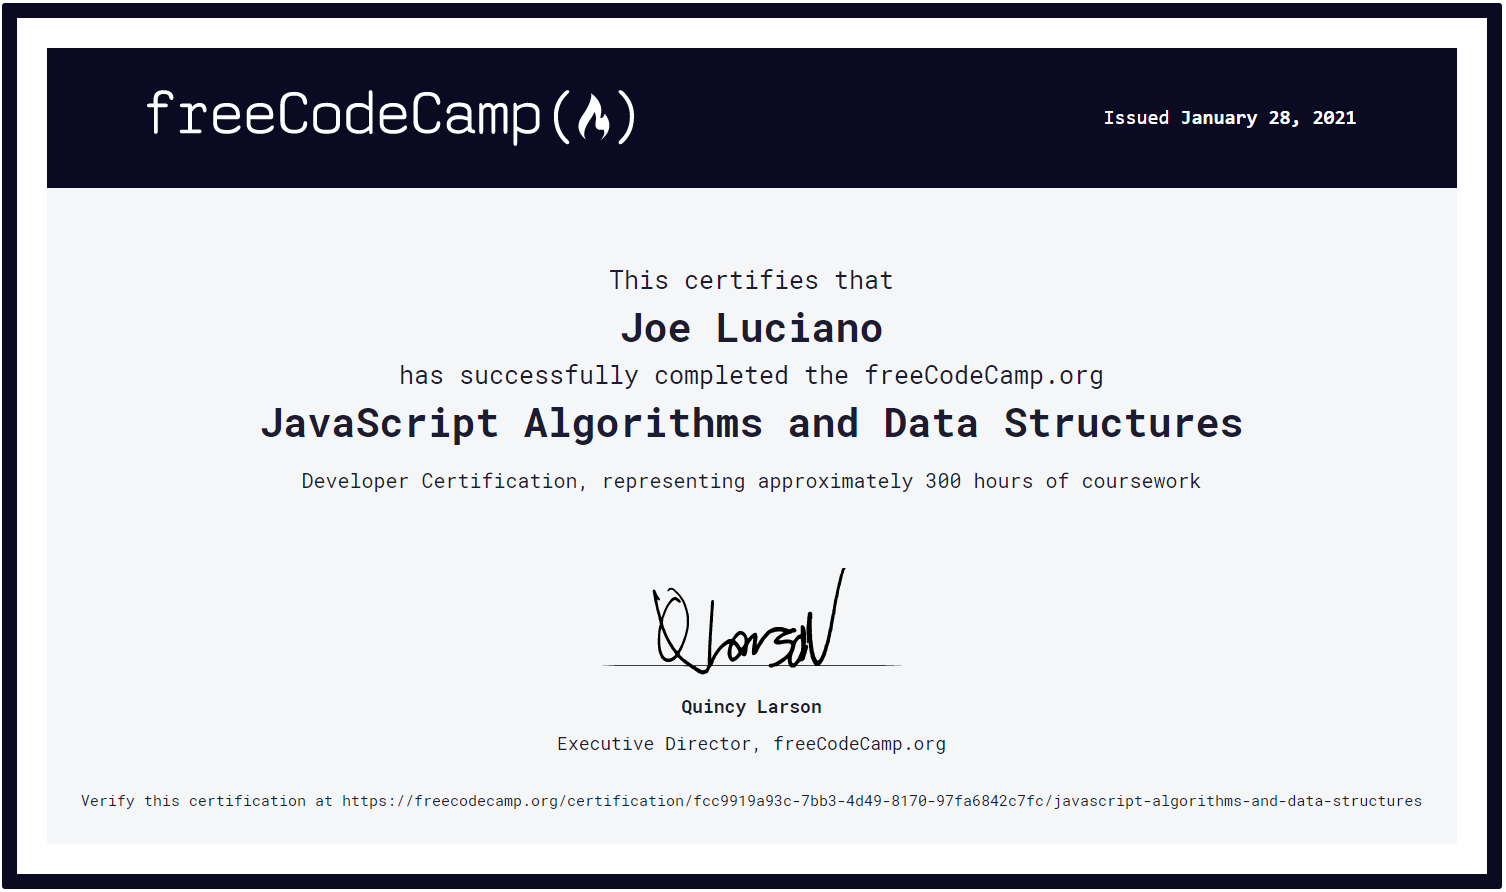 freeCodeCamp(🔥)
Issued January 28, 2021
This certifies that
Joe Luciano
has successfully completed the freeCodeCamp.org
JavaScript Algorithms and Data Structures
Developer Certification, representing approximately 300 hours of coursework
Q Larson
Quincy Larson
Executive Director, freeCodeCamp.org
Verify this certification at https://freecodecamp.org/certification/fcc9919a93c-7bb3-4d49-8170-97fa6842c7fc/javascript-algorithms-and-data-structures